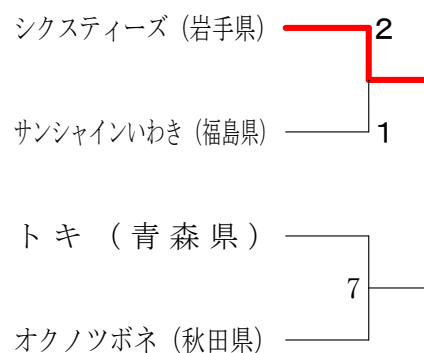 シクスティーズ（岩手県） 2
サンシャインいわき（福島県） 1
トキ（青森県）
7
オクノツボネ（秋田県）